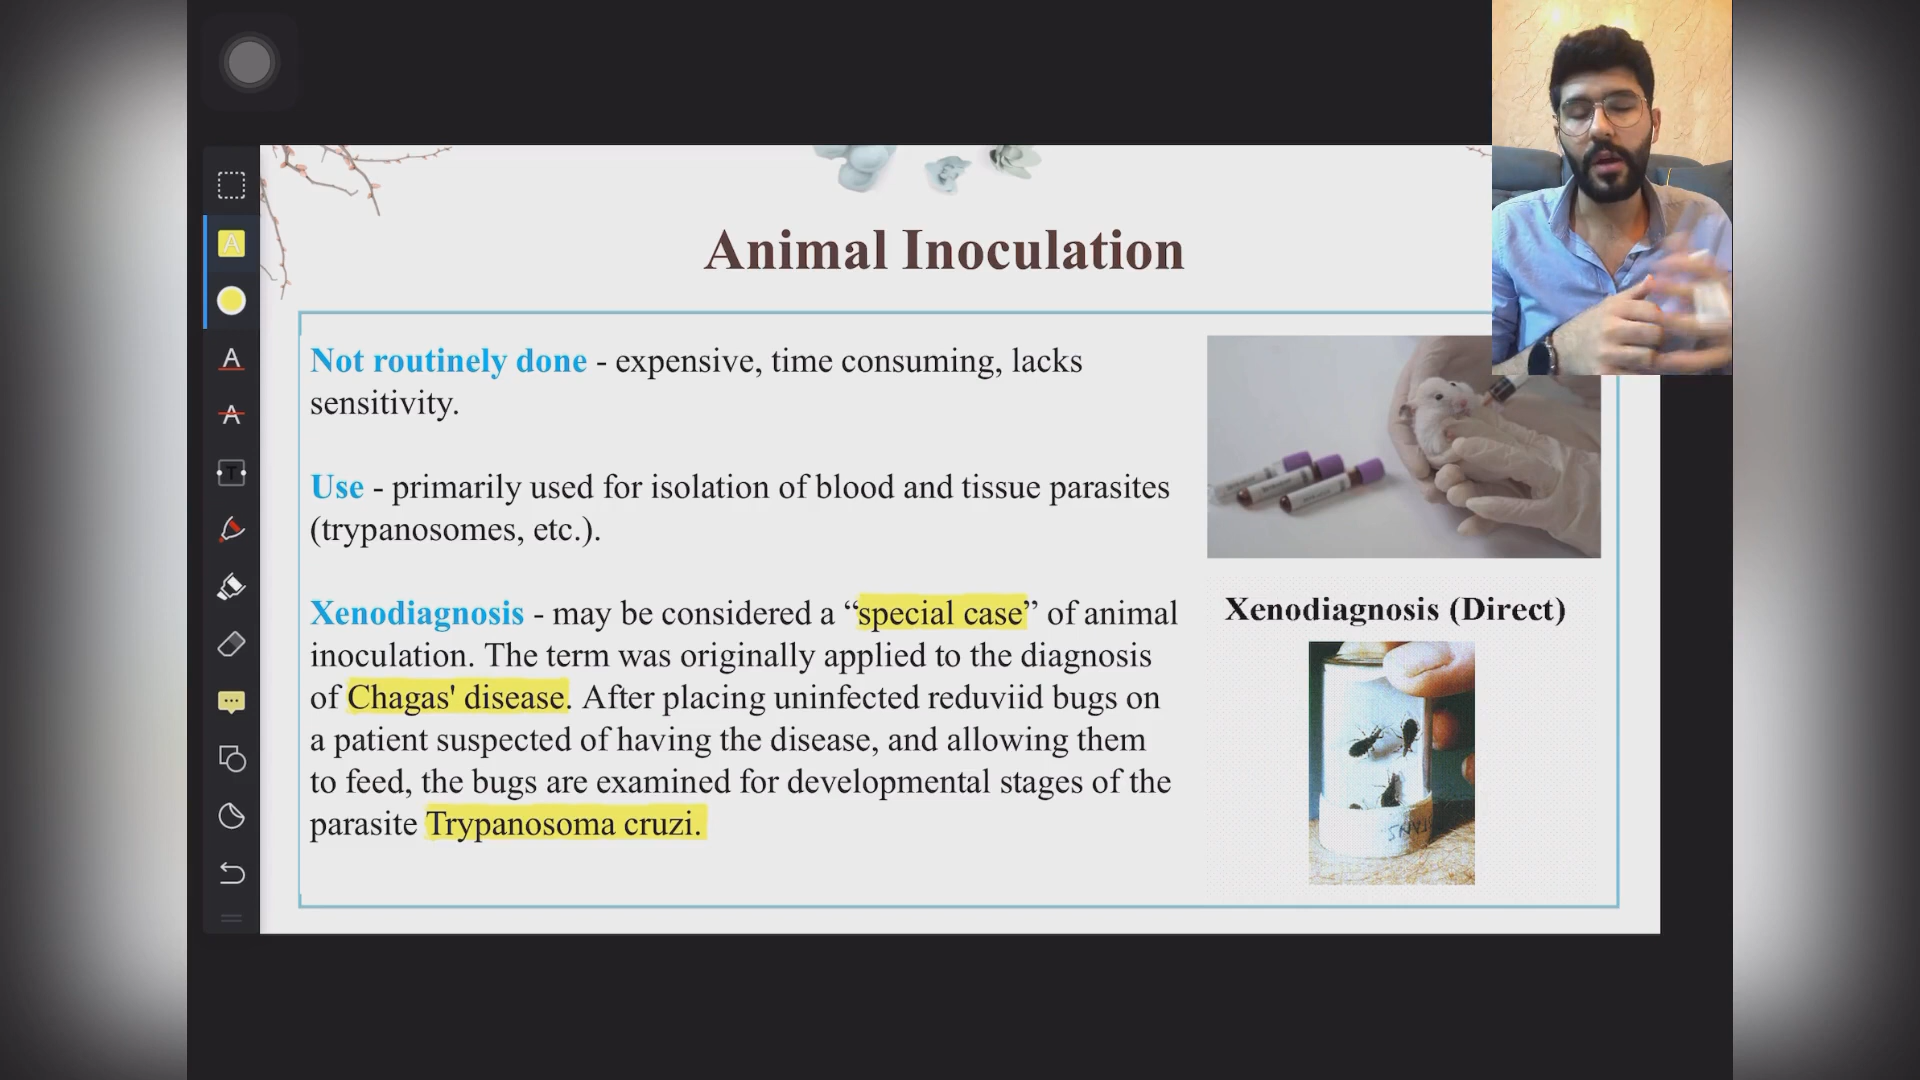 Animal Inoculation
Not routinely done - expensive, time consuming, lacks
sensitivity.
Use - primarily used for isolation of blood and tissue parasites
(trypanosomes, etc.).
Xenodiagnosis - may be considered a “special case” of animal
inoculation. The term was originally applied to the diagnosis
of Chagas' disease. After placing uninfected reduviid bugs on
a patient suspected of having the disease, and allowing them
to feed, the bugs are examined for developmental stages of the
parasite Trypanosoma cruzi.
Xenodiagnosis (Direct)
A
A
A
T